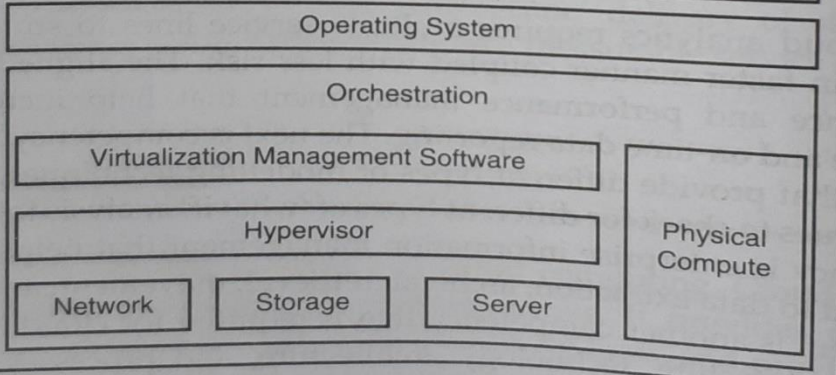 Operating System
Orchestration
Virtualization Management Software
Hypervisor
Network
Storage
Server
Physical
Compute